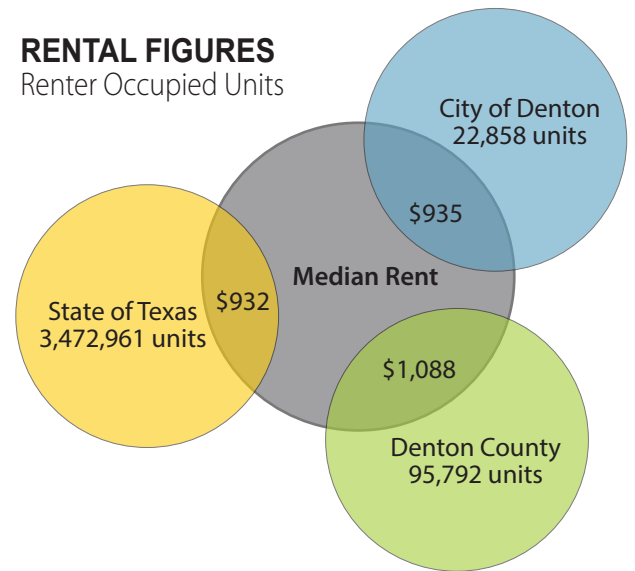 RENTAL FIGURES
Renter Occupied Units
City of Denton
22,858 units
$935
Median Rent
State of Texas
3,472,961 units
$932
$1,088
Denton County
95,792 units